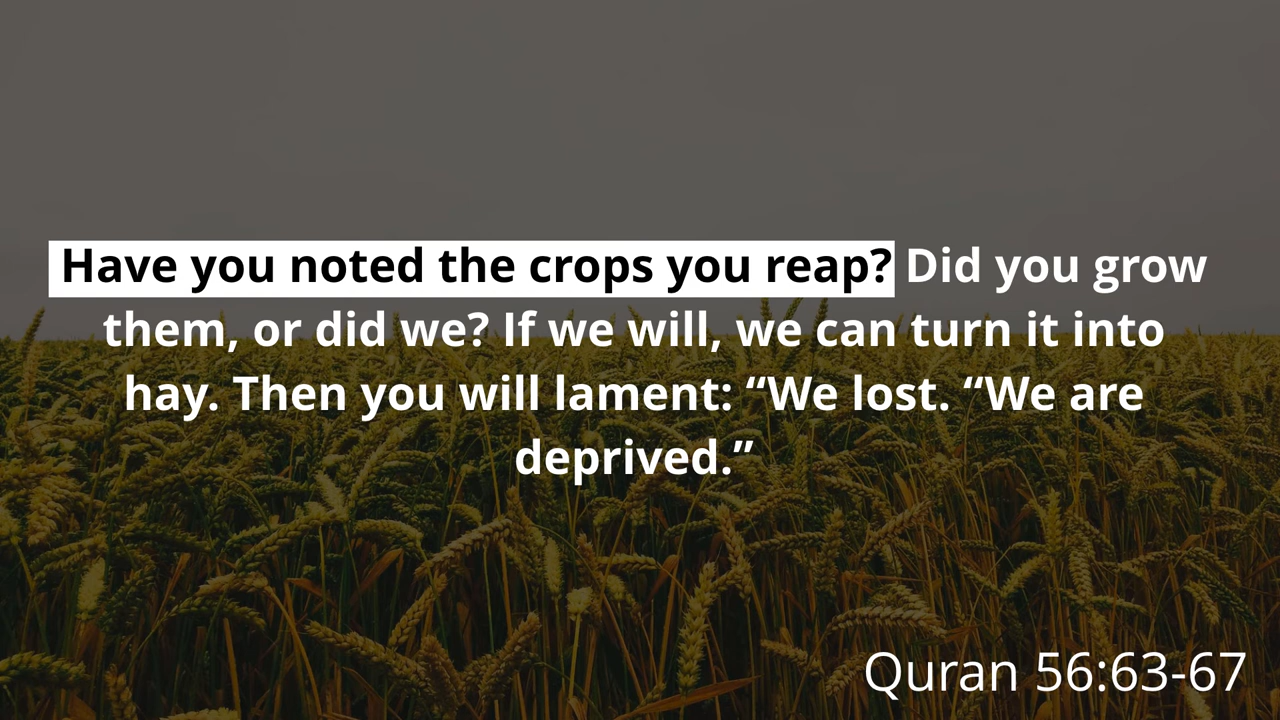 Have you noted the crops you reap? Did you grow
them, or did we? If we will, we can turn it into
hay. Then you will lament: “We lost. “We are
deprived.”
Quran 56:63-67